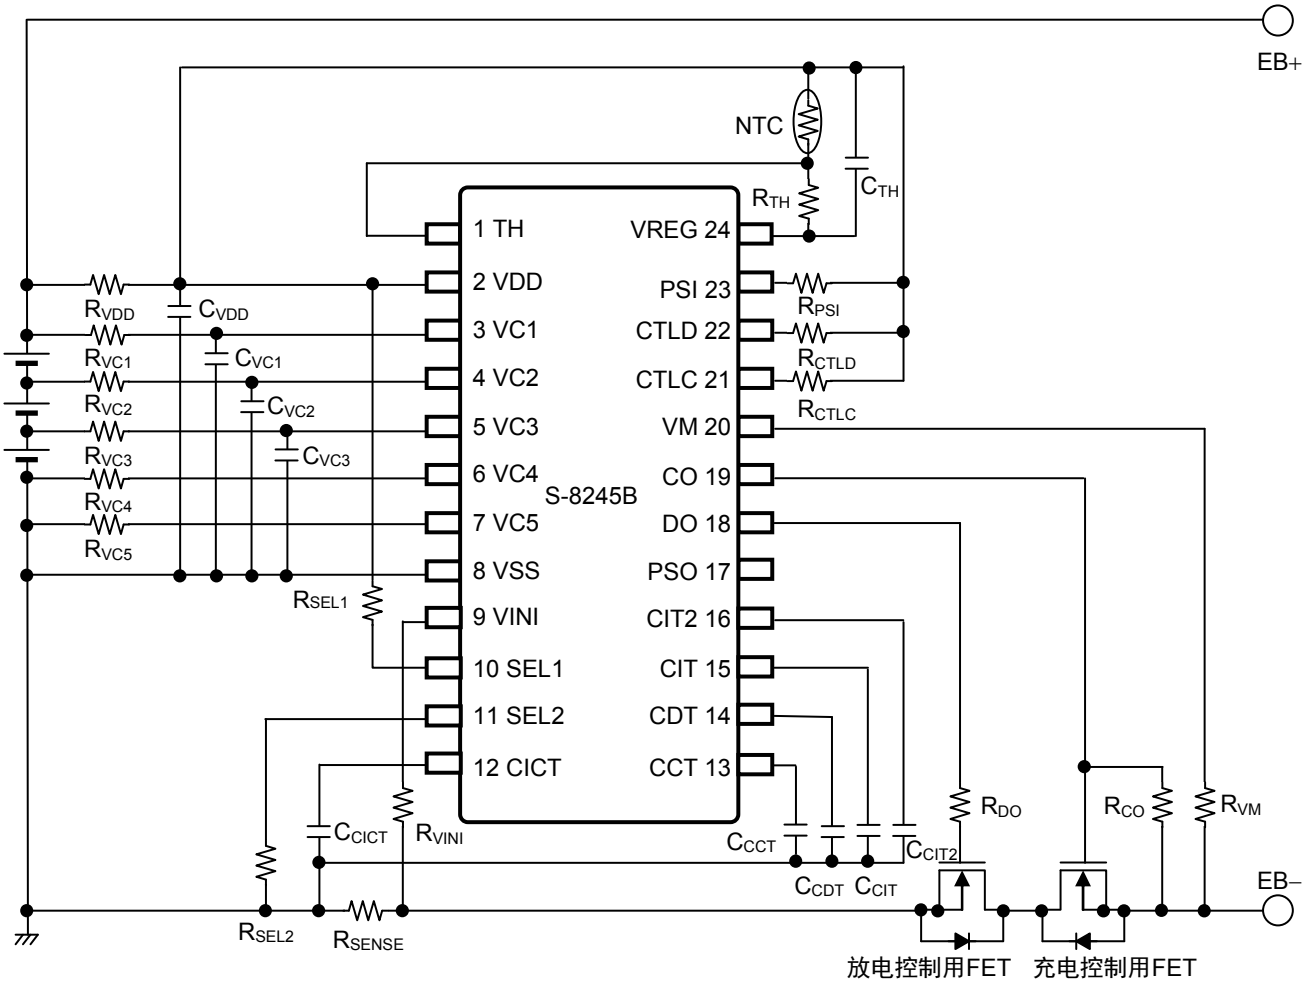 EB+
NTC
CTH
RTH
1 TH
VREG 24
2 VDD
PSI 23
RVDD
CVDD
RPSI
3 VC1
CTLD 22
RVC1
CVC1
RCTLD
4 VC2
CTLC 21
RVC2
CVC2
RCTLC
5 VC3
VM 20
RVC3
CVC3
6 VC4
CO 19
S-8245B
RVC4
7 VC5
DO 18
RVC5
8 VSS
PSO 17
RSEL1
9 VINI
CIT2 16
10 SEL1
CIT 15
11 SEL2
CDT 14
12 CICT
CCT 13
RDO
RCO
RVM
CCICT
RVINI
CCCT
CCIT2
CCDT
CCIT
EB−
RSEL2
RSENSE
放电控制用FET
充电控制用FET